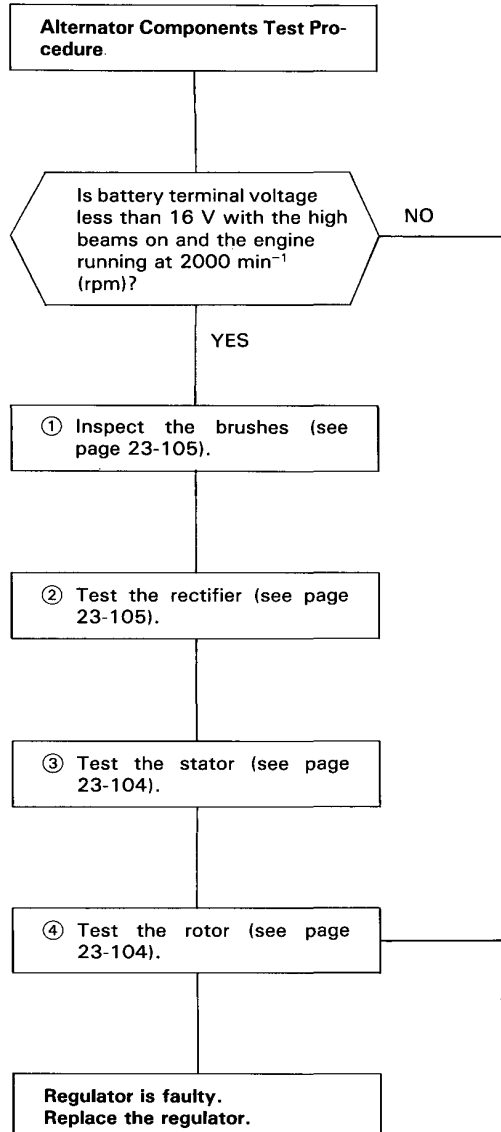 Alternator Components Test Pro-
cedure.
Is battery terminal voltage
less than 16 V with the high
beams on and the engine
running at 2000 min⁻¹
(rpm)?
NO
YES
① Inspect the brushes (see
page 23-105).
② Test the rectifier (see page
23-105).
③ Test the stator (see page
23-104).
④ Test the rotor (see page
23-104).
Regulator is faulty.
Replace the regulator.